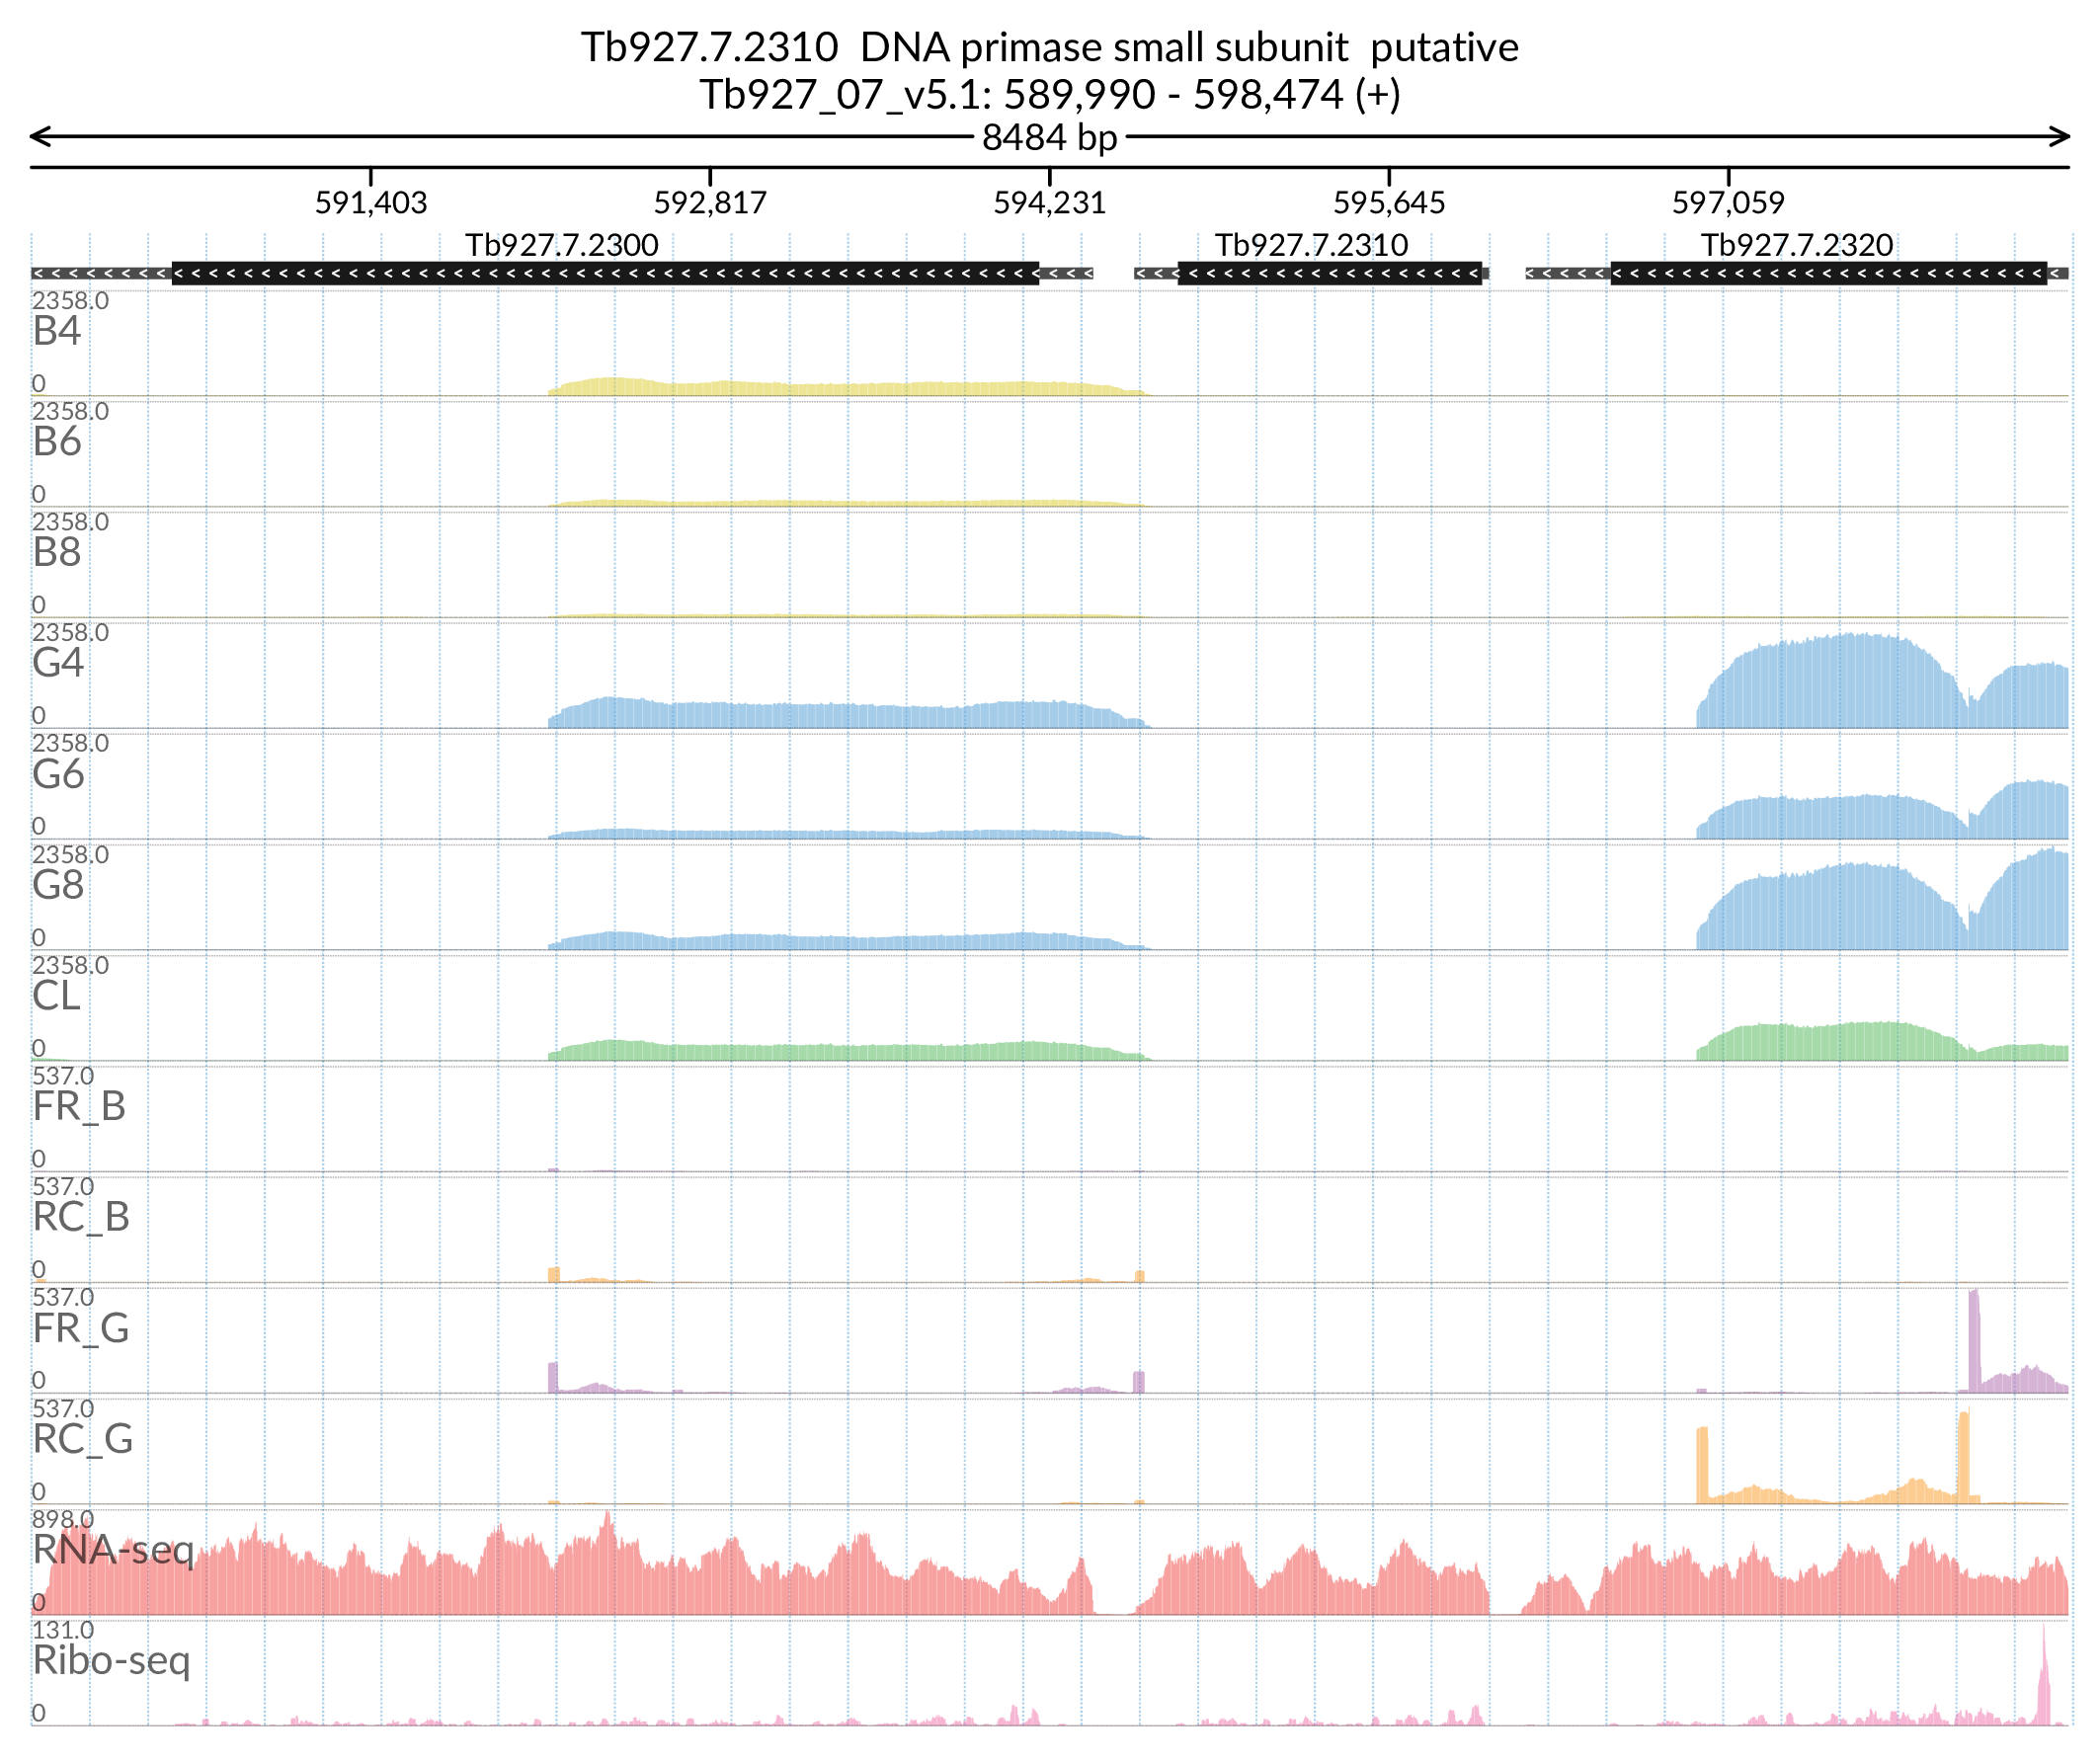 Tb927.7.2310  DNA primase small subunit  putative
Tb927_07_v5.1: 589,990 - 598,474 (+)
8484 bp
591,403 592,817 594,231 595,645 597,059
Tb927.7.2300 Tb927.7.2310 Tb927.7.2320
2358.0
B4
0
2358.0
B6
0
2358.0
B8
0
2358.0
G4
0
2358.0
G6
0
2358.0
G8
0
2358.0
CL
0
537.0
FR_B
0
537.0
RC_B
0
537.0
FR_G
0
537.0
RC_G
0
898.0
RNA-seq
0
131.0
Ribo-seq
0